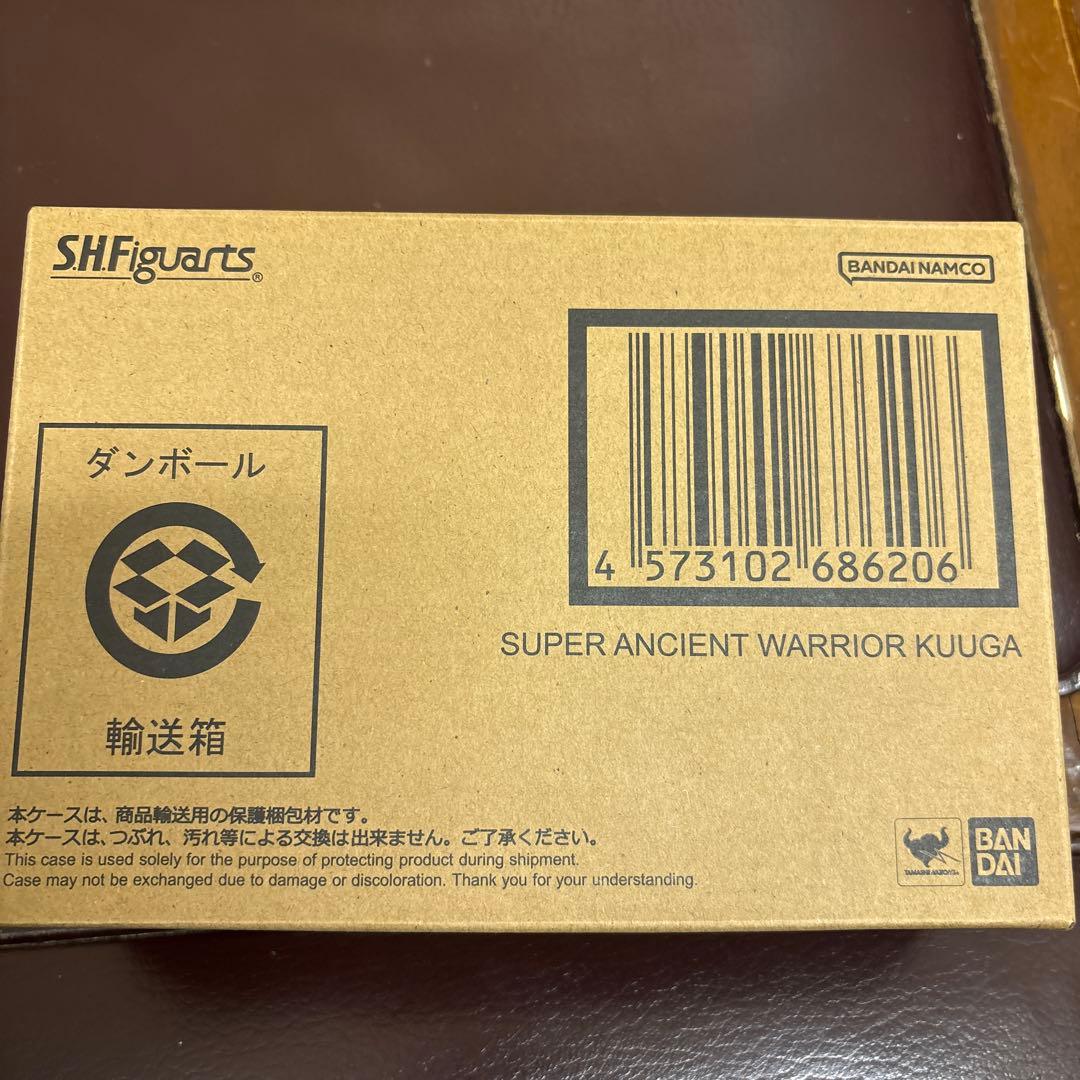 S.H.Figuarts®
BANDAI NAMCO
ダンボール
輸送箱
4 573102 686206
SUPER ANCIENT WARRIOR KUUGA
本ケースは、商品輸送用の保護梱包材です。
本ケースは、つぶれ、汚れ等による交換は出来ません。ご了承ください。
This case is used solely for the purpose of protecting product during shipment.
Case may not be exchanged due to damage or discoloration. Thank you for your understanding.
TAMASHII NATIONS
BAN
DAI